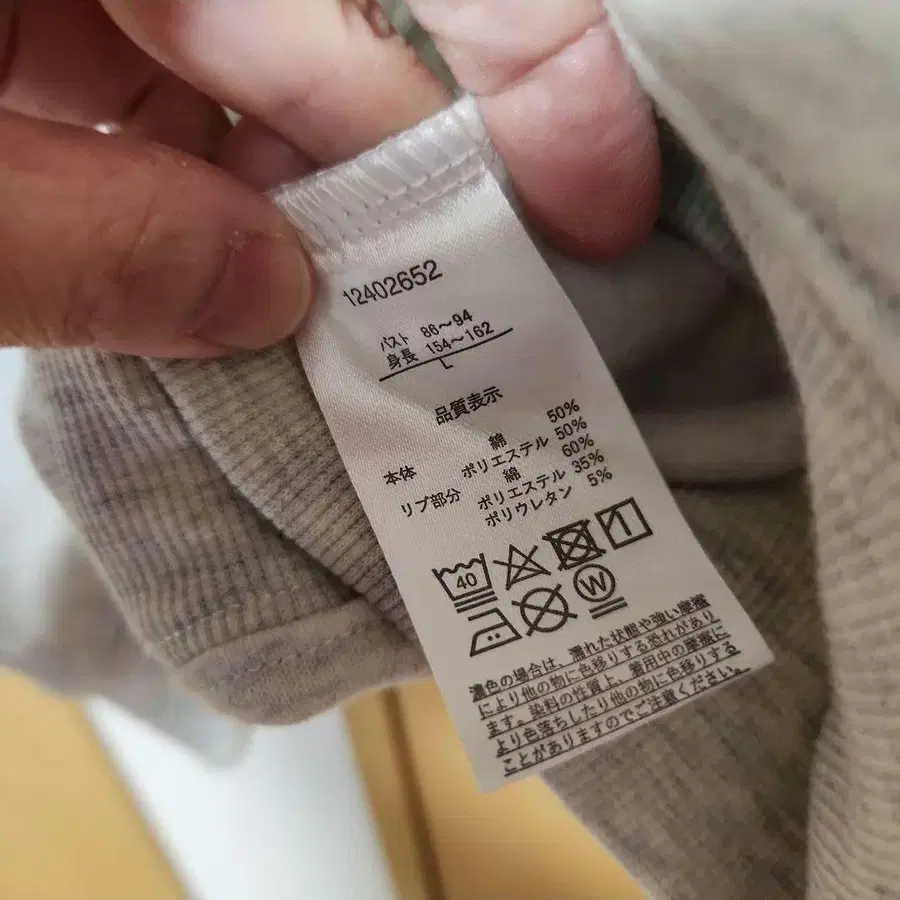 12402652
バスト 86～94
身長 154～162
L
品質表示
本体 綿 50%
ポリエステル 50%
リブ部分 綿 60%
ポリエステル 35%
ポリウレタン 5%
40
W
濃色の場合は、濡れた状態や強い摩擦
により他の物に色移りする恐れがあり
ます。染料の性質上、着用中の摩擦に
より色落ちしたり他の物に色移りする
ことがありますのでご注意ください。